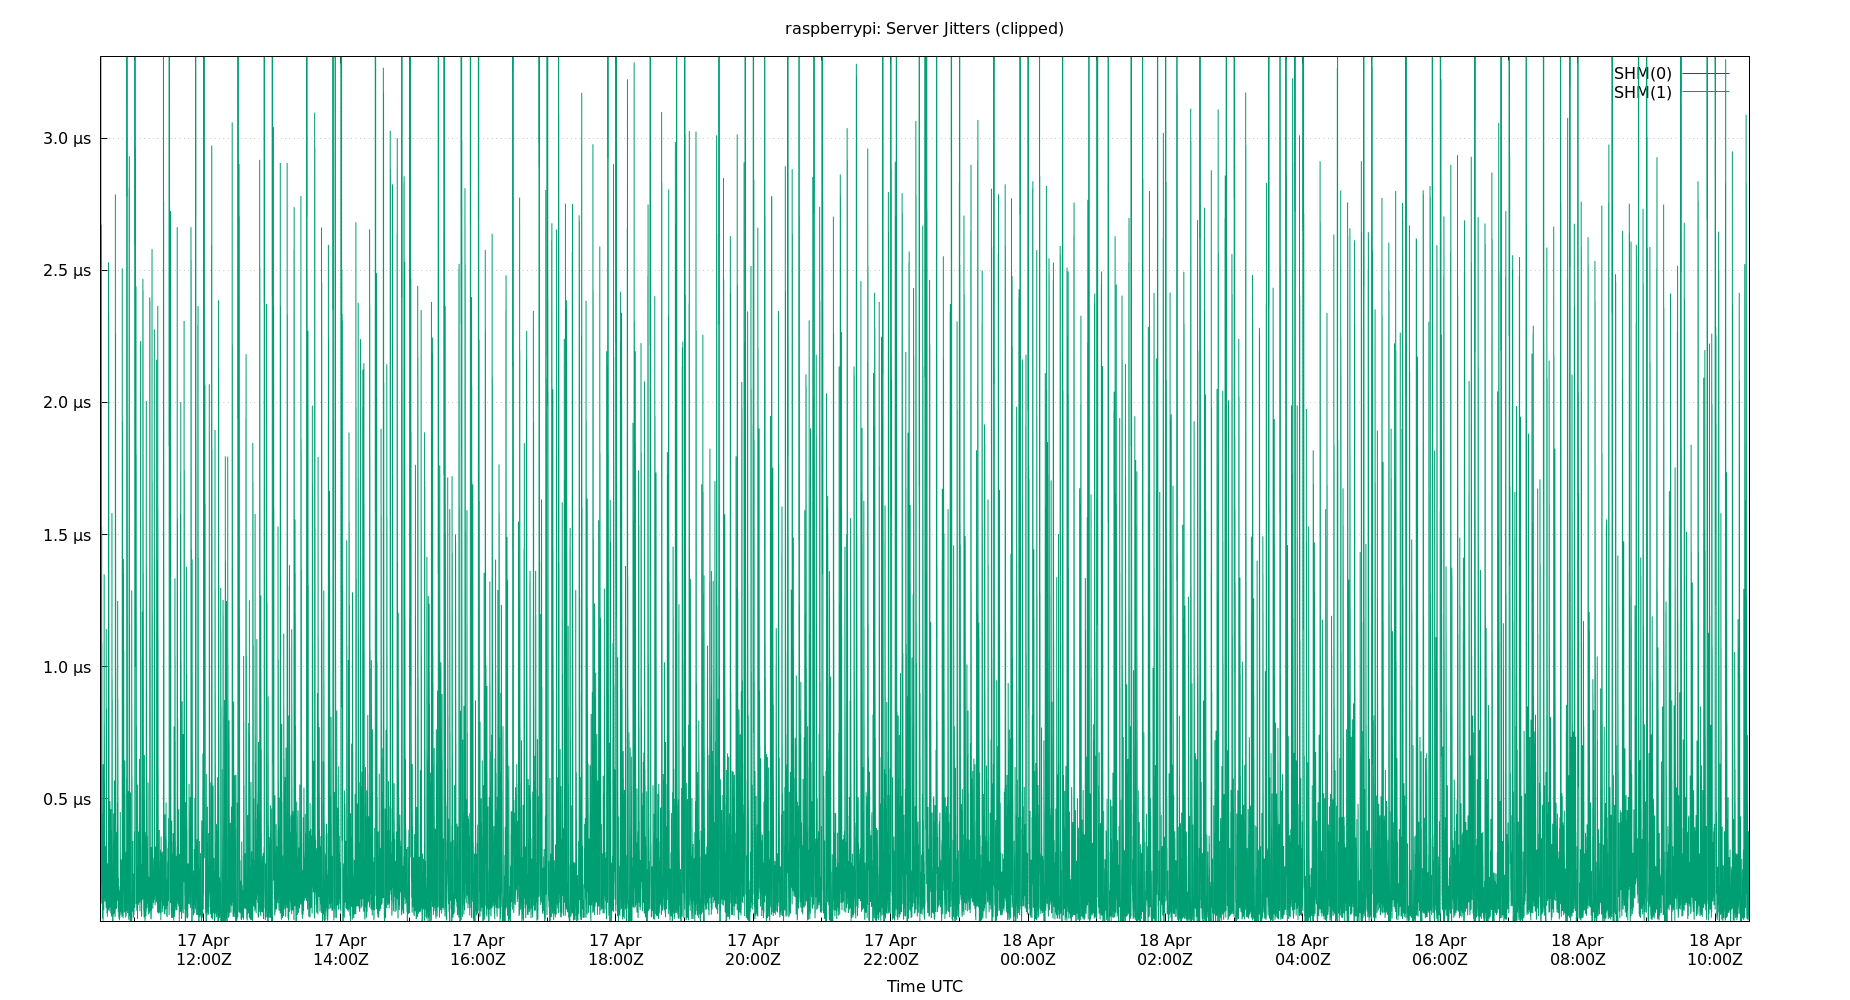 raspberrypi: Server Jitters (clipped)
SHM(0)
SHM(1)
3.0 µs
2.5 µs
2.0 µs
1.5 µs
1.0 µs
0.5 µs
17 Apr 17 Apr 17 Apr 17 Apr 17 Apr 17 Apr 18 Apr 18 Apr 18 Apr 18 Apr 18 Apr 18 Apr
12:00Z 14:00Z 16:00Z 18:00Z 20:00Z 22:00Z 00:00Z 02:00Z 04:00Z 06:00Z 08:00Z 10:00Z
Time UTC